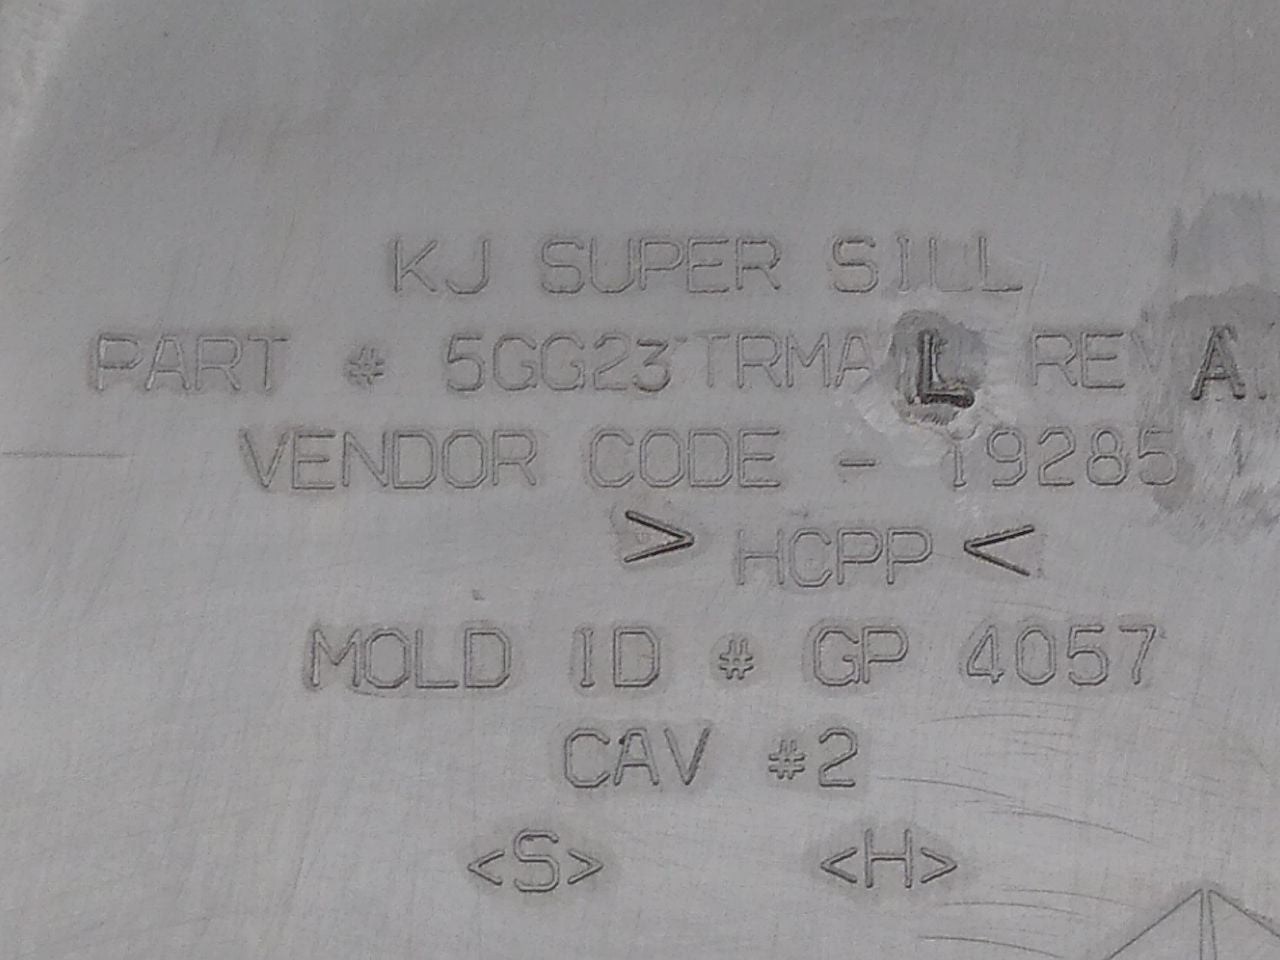 KJ SUPER SILL
PART # 5GG23TRMA L REV A
VENDOR CODE - 19285
> HCPP <
MOLD ID # GP 4057
CAV #2
<S> <H>